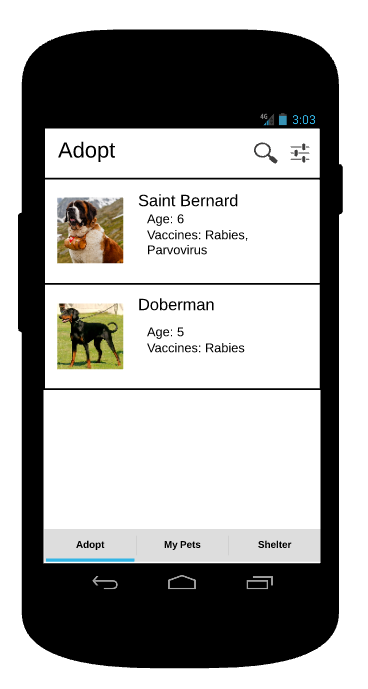 4G 3:03
Adopt
Saint Bernard
Age: 6
Vaccines: Rabies,
Parvovirus
Doberman
Age: 5
Vaccines: Rabies
Adopt My Pets Shelter